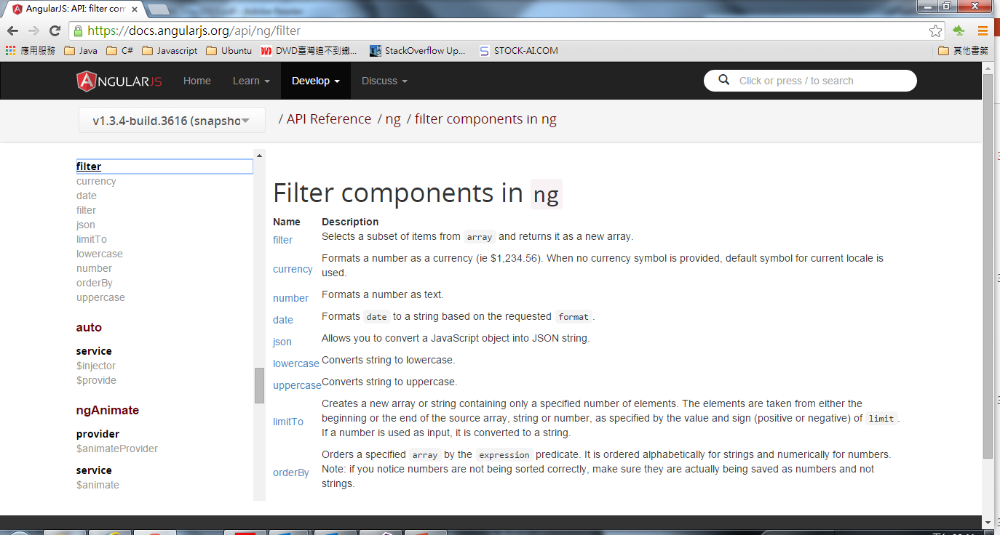 AngularJS: API: filter con
https://docs.angularjs.org/api/ng/filter
應用服務 Java C# Javascript Ubuntu DWD臺灣追不到鐵... StackOverflow Up... STOCK-AI.COM 其他書籤
ANGULARJS Home Learn Develop Discuss Click or press / to search
v1.3.4-build.3616 (snapsho / API Reference / ng / filter components in ng
filter
currency
date
filter
json
limitTo
lowercase
number
orderBy
uppercase
auto
service
$injector
$provide
ngAnimate
provider
$animateProvider
service
$animate
Filter components in ng
Name Description
filter Selects a subset of items from array and returns it as a new array.
currency Formats a number as a currency (ie $1,234.56). When no currency symbol is provided, default symbol for current locale is
used.
number Formats a number as text.
date Formats date to a string based on the requested format .
json Allows you to convert a JavaScript object into JSON string.
lowercase Converts string to lowercase.
uppercase Converts string to uppercase.
limitTo Creates a new array or string containing only a specified number of elements. The elements are taken from either the
beginning or the end of the source array, string or number, as specified by the value and sign (positive or negative) of limit .
If a number is used as input, it is converted to a string.
orderBy Orders a specified array by the expression predicate. It is ordered alphabetically for strings and numerically for numbers.
Note: if you notice numbers are not being sorted correctly, make sure they are actually being saved as numbers and not
strings.